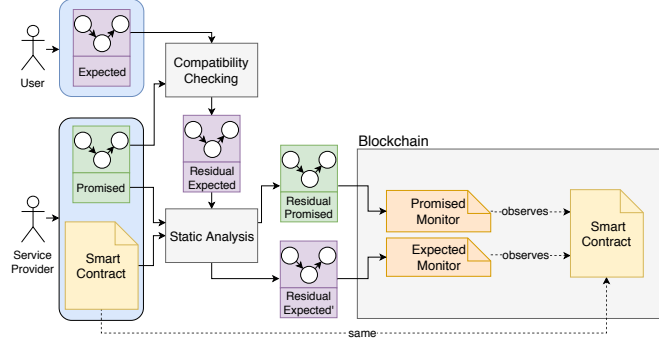 User
Expected
Compatibility
Checking
Promised
Residual
Expected
Service
Provider
Smart
Contract
Static Analysis
Residual
Promised
Residual
Expected'
Blockchain
Promised
Monitor
observes
Expected
Monitor
observes
Smart
Contract
same